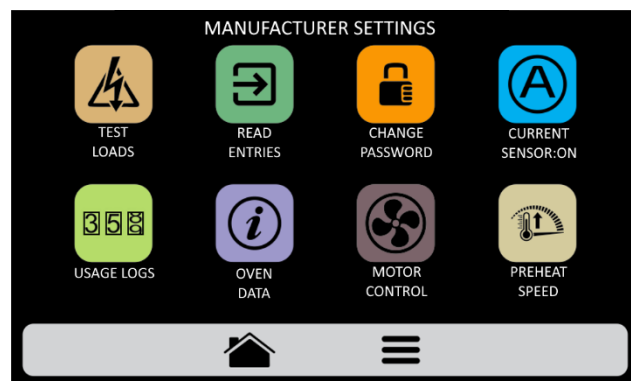 MANUFACTURER SETTINGS
TEST
LOADS
READ
ENTRIES
CHANGE
PASSWORD
A
CURRENT
SENSOR:ON
358
USAGE LOGS
i
OVEN
DATA
MOTOR
CONTROL
PREHEAT
SPEED